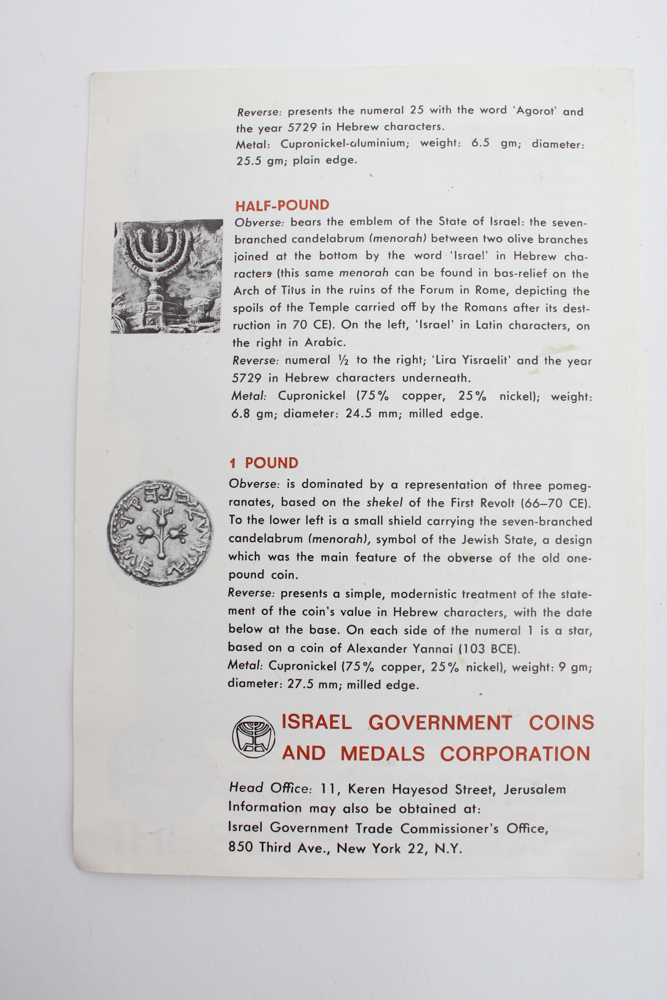 Reverse: presents the numeral 25 with the word 'Agorot' and
the year 5729 in Hebrew characters.
Metal: Cupronickel-aluminium; weight: 6.5 gm; diameter:
25.5 gm; plain edge.
HALF-POUND
Obverse: bears the emblem of the State of Israel: the seven-
branched candelabrum (menorah) between two olive branches
joined at the bottom by the word 'Israel' in Hebrew cha-
racters (this same menorah can be found in bas-relief on the
Arch of Titus in the ruins of the Forum in Rome, depicting the
spoils of the Temple carried off by the Romans after its dest-
ruction in 70 CE). On the left, 'Israel' in Latin characters, on
the right in Arabic.
Reverse: numeral ½ to the right; 'Lira Yisraelit' and the year
5729 in Hebrew characters underneath.
Metal: Cupronickel (75% copper, 25% nickel); weight:
6.8 gm; diameter: 24.5 mm; milled edge.
1 POUND
Obverse: is dominated by a representation of three pomeg-
ranates, based on the shekel of the First Revolt (66–70 CE).
To the lower left is a small shield carrying the seven-branched
candelabrum (menorah), symbol of the Jewish State, a design
which was the main feature of the obverse of the old one-
pound coin.
Reverse: presents a simple, modernistic treatment of the state-
ment of the coin's value in Hebrew characters, with the date
below at the base. On each side of the numeral 1 is a star,
based on a coin of Alexander Yannai (103 BCE).
Metal: Cupronickel (75% copper, 25% nickel), weight: 9 gm;
diameter: 27.5 mm; milled edge.
ISRAEL GOVERNMENT COINS
AND MEDALS CORPORATION
Head Office: 11, Keren Hayesod Street, Jerusalem
Information may also be obtained at:
Israel Government Trade Commissioner's Office,
850 Third Ave., New York 22, N.Y.